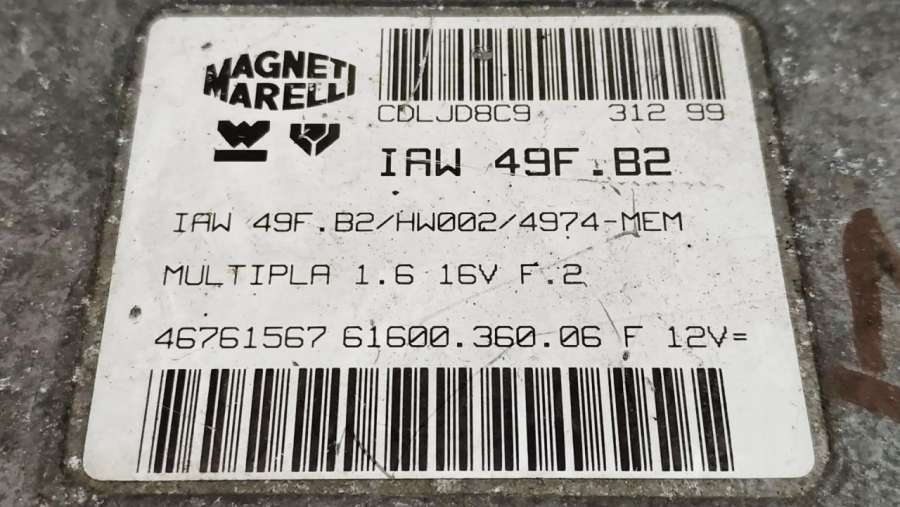 MAGNETI
MARELLI
CDLJD8C9 312 99
IAW 49F.B2
IAW 49F.B2/HW002/4974-MEM
MULTIPLA 1.6 16V F.2
46761567 61600.360.06 F 12V=